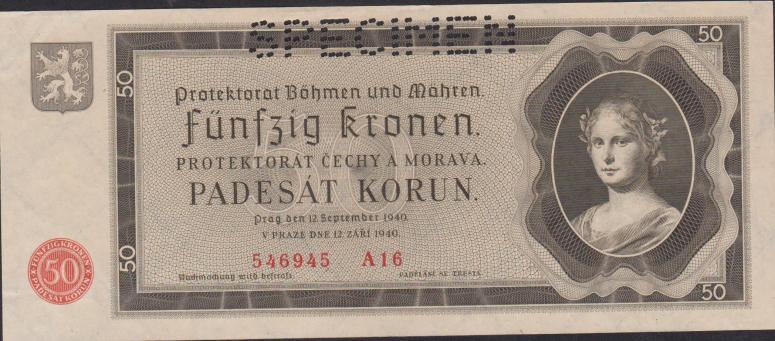 SPECIMEN
50
50
Protektorat Böhmen und Mähren.
Fünfzig Kronen.
PROTEKTORÁT ČECHY A MORAVA.
PADESÁT KORUN.
Prag den 12. September 1940.
V PRAZE DNE 12. ZÁŘÍ 1940.
546945 A16
Nachmachung wird bestraft.
PADĚLÁNÍ SE TRESTÁ.
FÜNFZIG KRONEN
50
PADESÁT KORUN
50
50